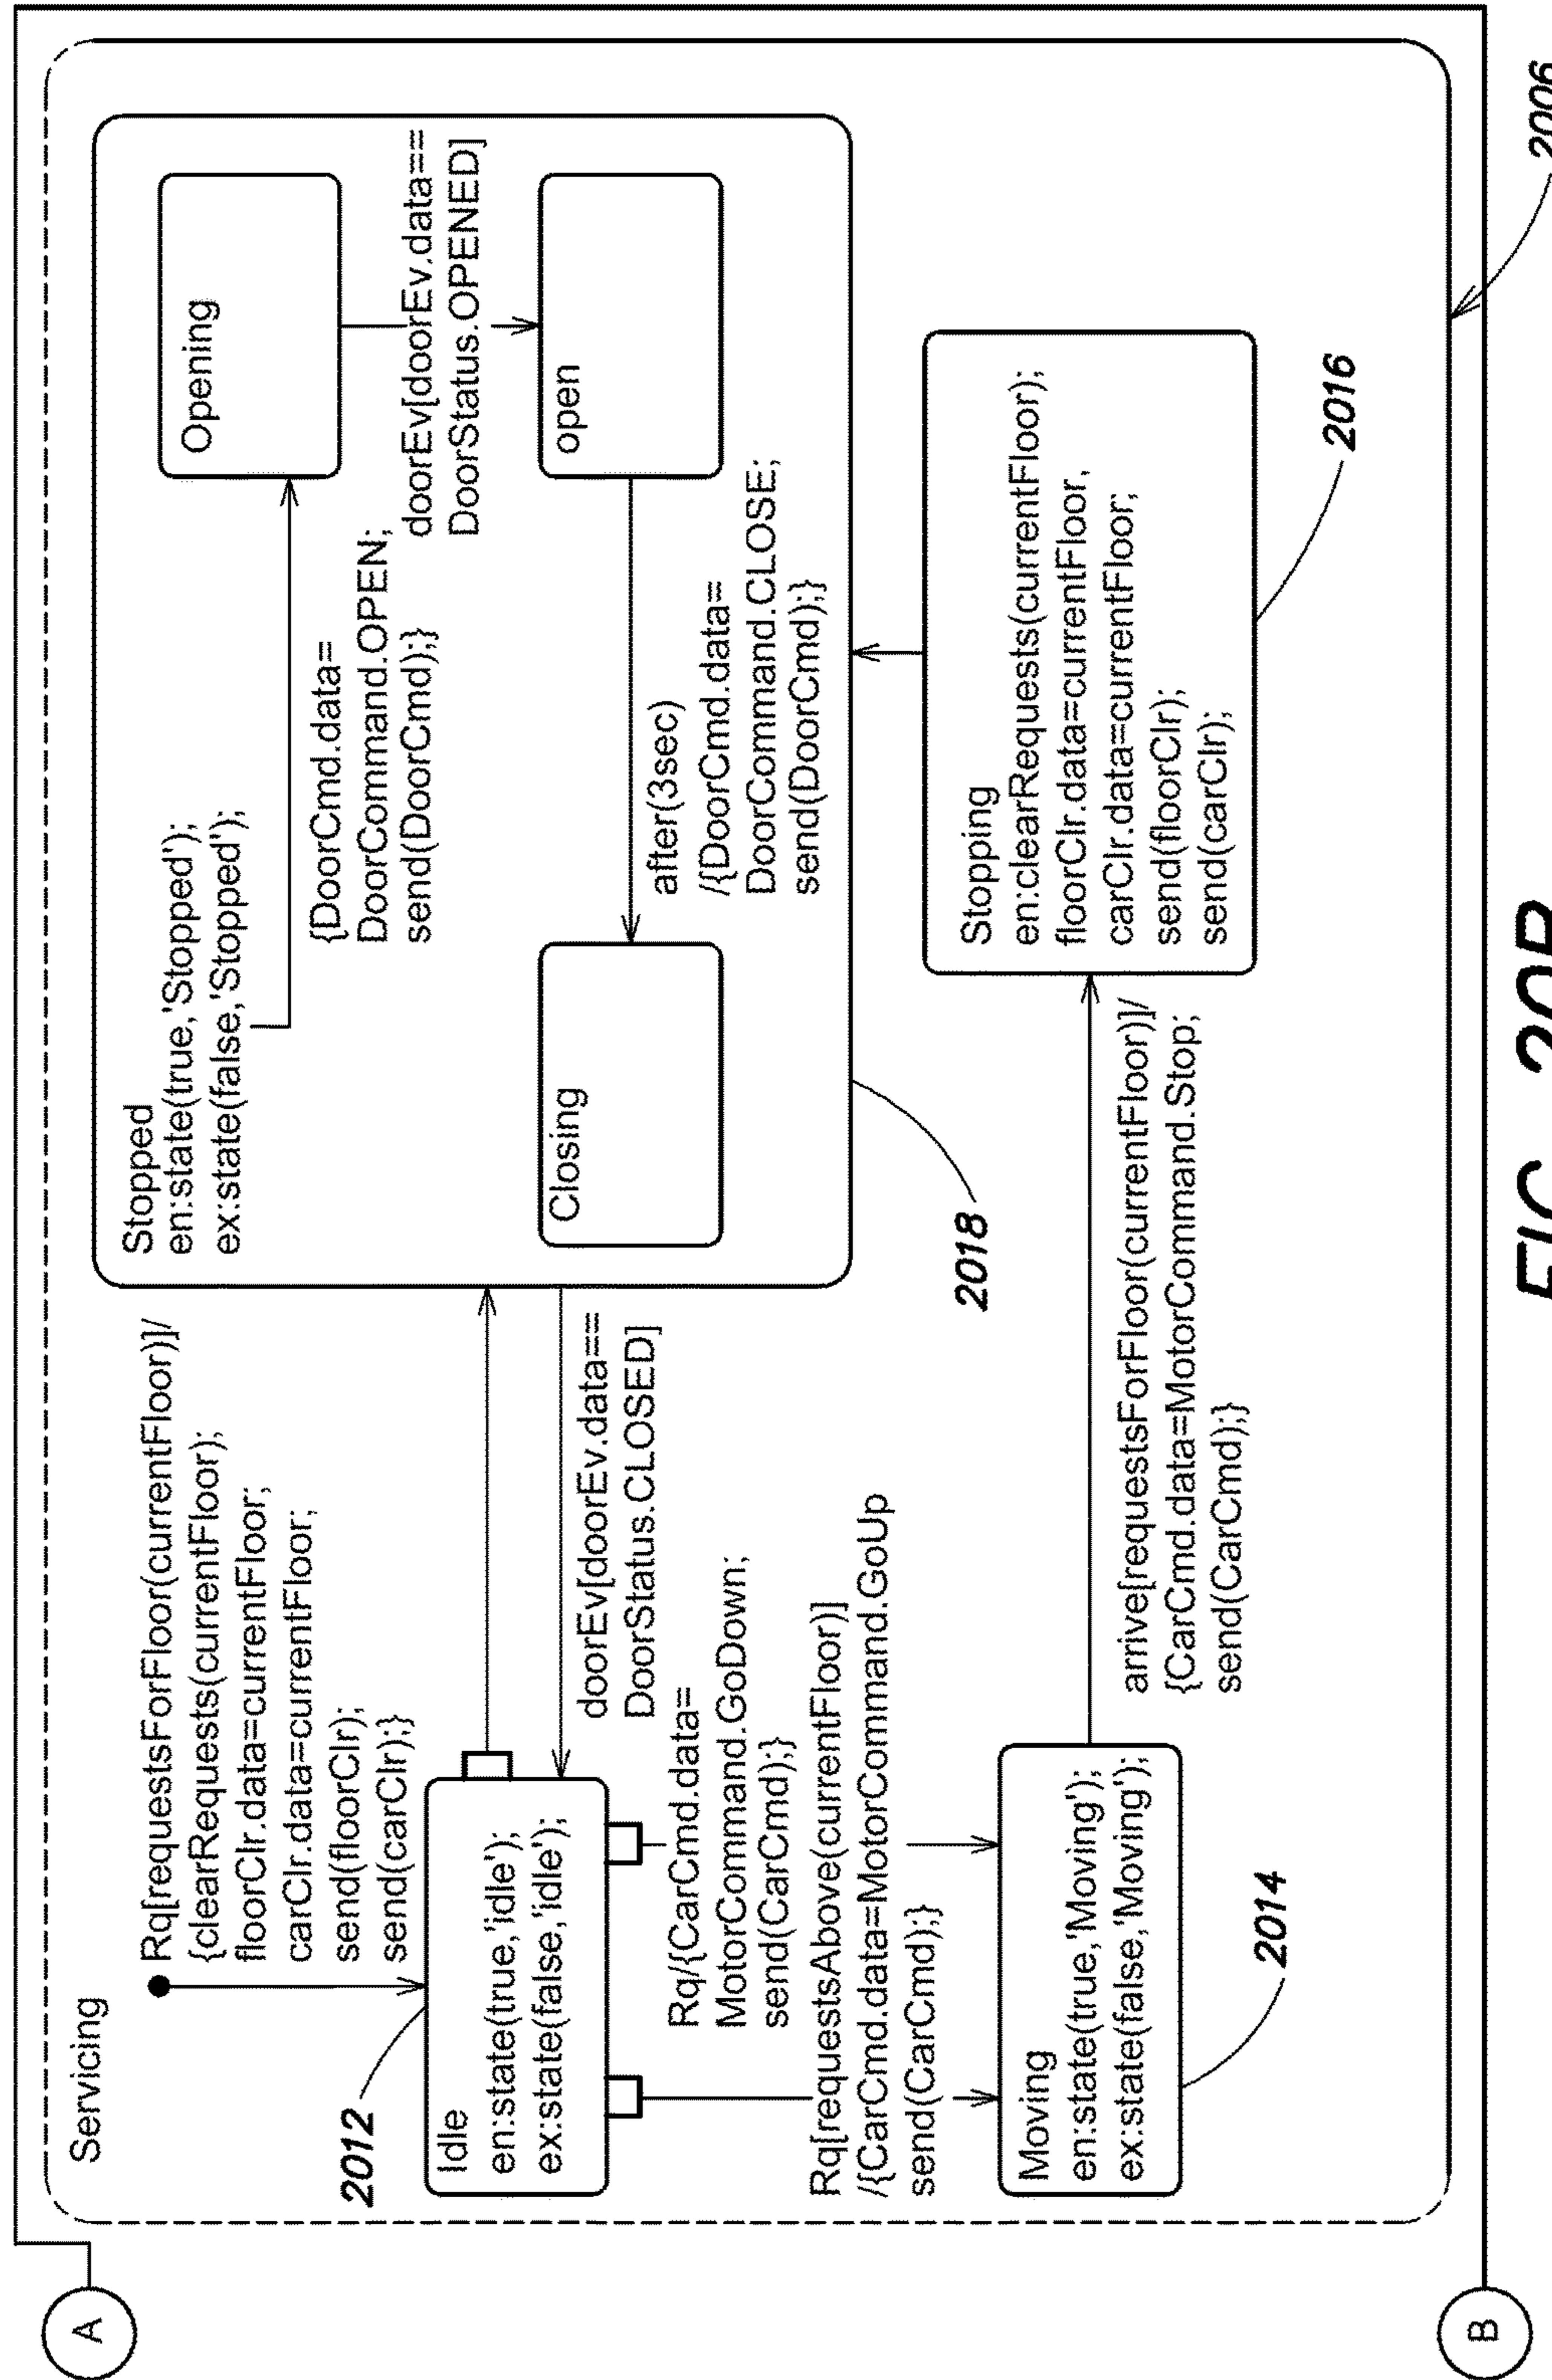 A
Servicing
Rq[requestsForFloor(currentFloor)]/
{clearRequests(currentFloor);
floorClr.data=currentFloor;
carClr.data=currentFloor;
send(floorClr);
send(carClr);}
2012
Idle
en:state(true,'idle');
ex:state(false,'idle');
Stopped
en:state(true,'Stopped');
ex:state(false,'Stopped');
{DoorCmd.data=
DoorCommand.OPEN;
send(DoorCmd);}
Opening
doorEv[doorEv.data==
DoorStatus.OPENED]
open
after(3sec)
/{DoorCmd.data=
DoorCommand.CLOSE;
send(DoorCmd);}
Closing
doorEv[doorEv.data==
DoorStatus.CLOSED]
2018
Rq/{CarCmd.data=
MotorCommand.GoDown;
send(CarCmd);}
Rq[requestsAbove(currentFloor)]
/{CarCmd.data=MotorCommand.GoUp
send(CarCmd);}
Moving
en:state(true,'Moving');
ex:state(false,'Moving');
2014
arrive[requestsForFloor(currentFloor)]/
{CarCmd.data=MotorCommand.Stop;
send(CarCmd);}
Stopping
en:clearRequests(currentFloor);
floorClr.data=currentFloor,
carClr.data=currentFloor;
send(floorClr);
send(carClr);
2016
2006
B
FIG. 20B